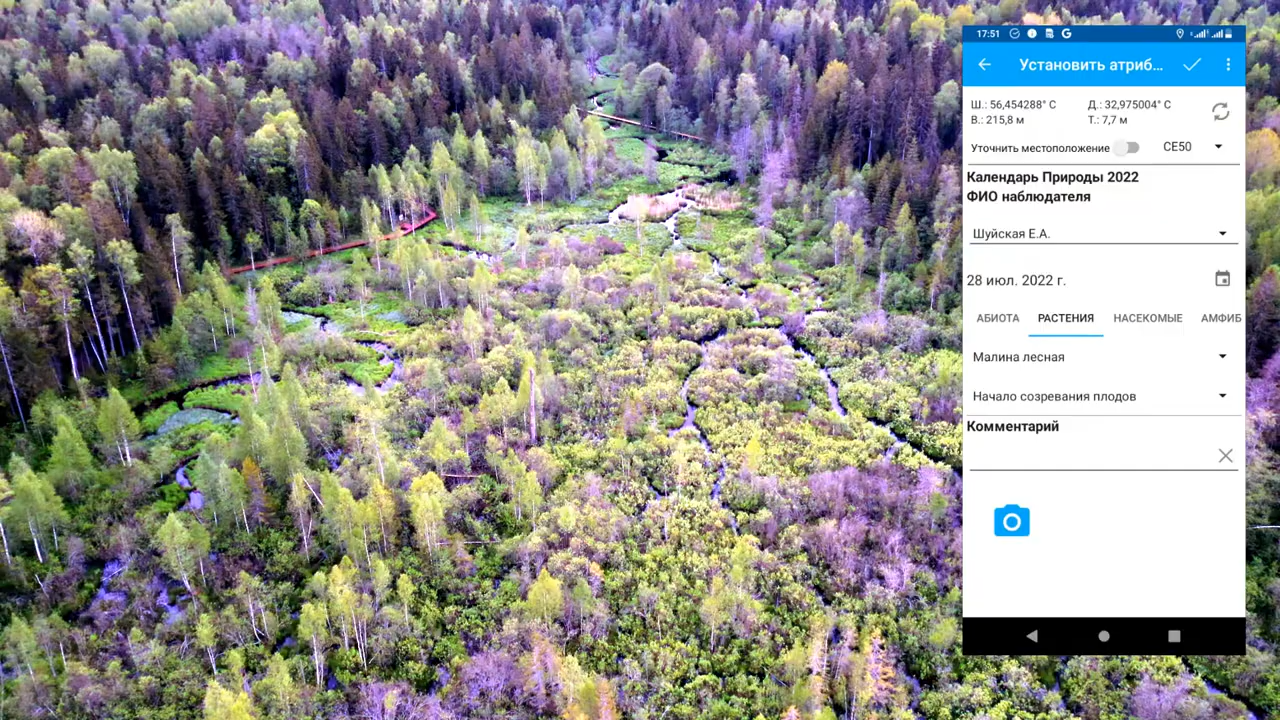 17:51
Установить атриб...
Ш.: 56,454288° С
Д.: 32,975004° С
В.: 215,8 м
Т.: 7,7 м
Уточнить местоположение
CE50
Календарь Природы 2022
ФИО наблюдателя
Шуйская Е.А.
28 июл. 2022 г.
АБИОТА РАСТЕНИЯ НАСЕКОМЫЕ АМФИБ
Малина лесная
Начало созревания плодов
Комментарий